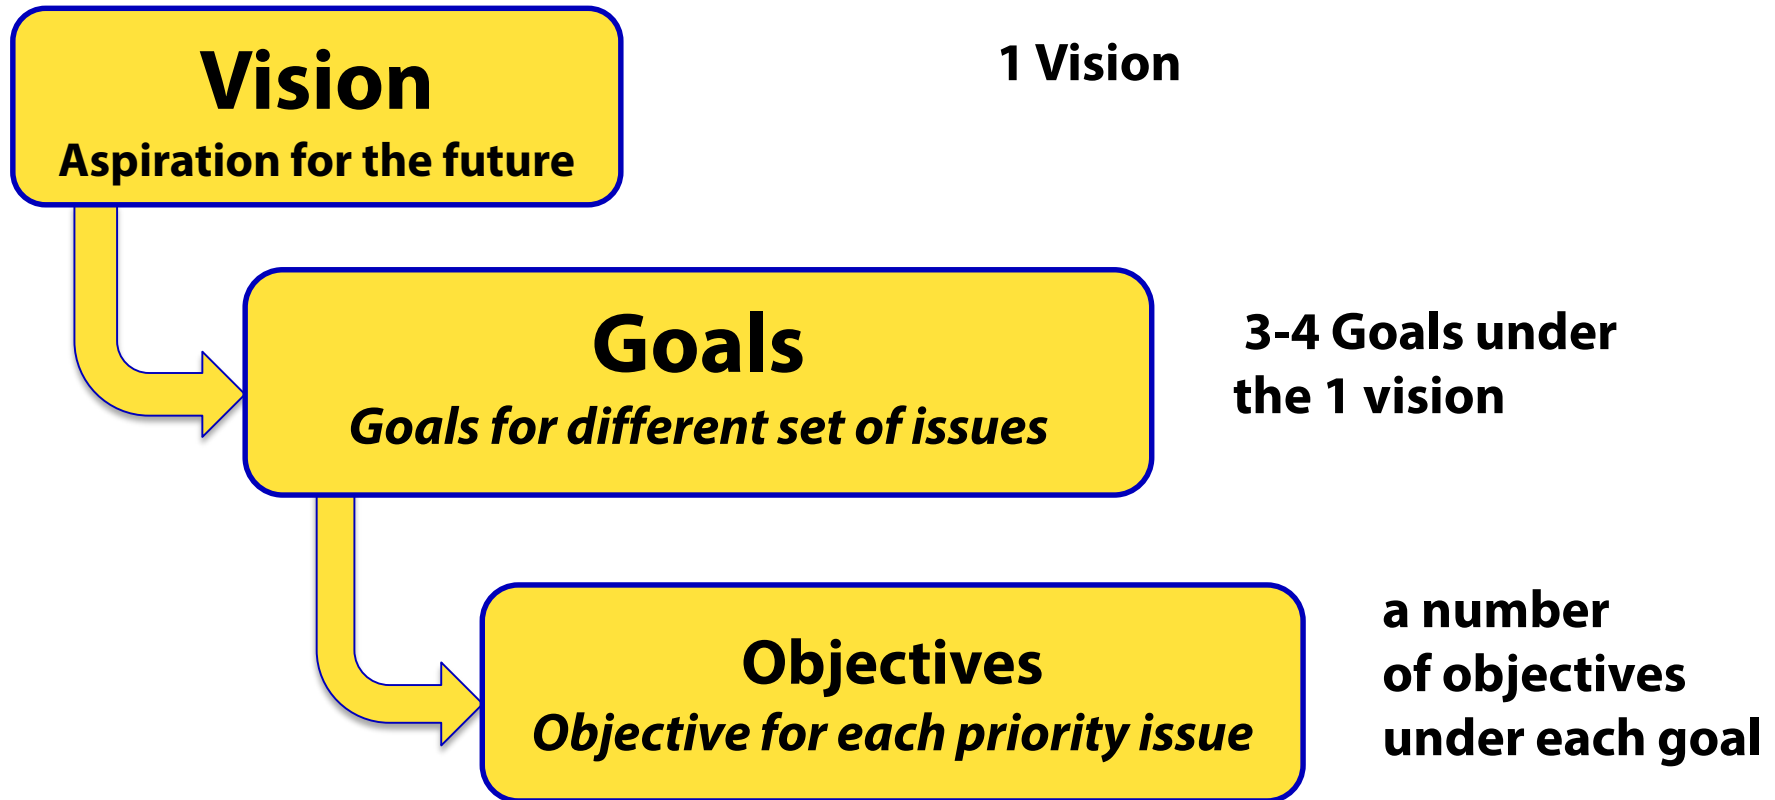 Vision
Aspiration for the future
1 Vision
Goals
Goals for different set of issues
3-4 Goals under
the 1 vision
Objectives
Objective for each priority issue
a number
of objectives
under each goal